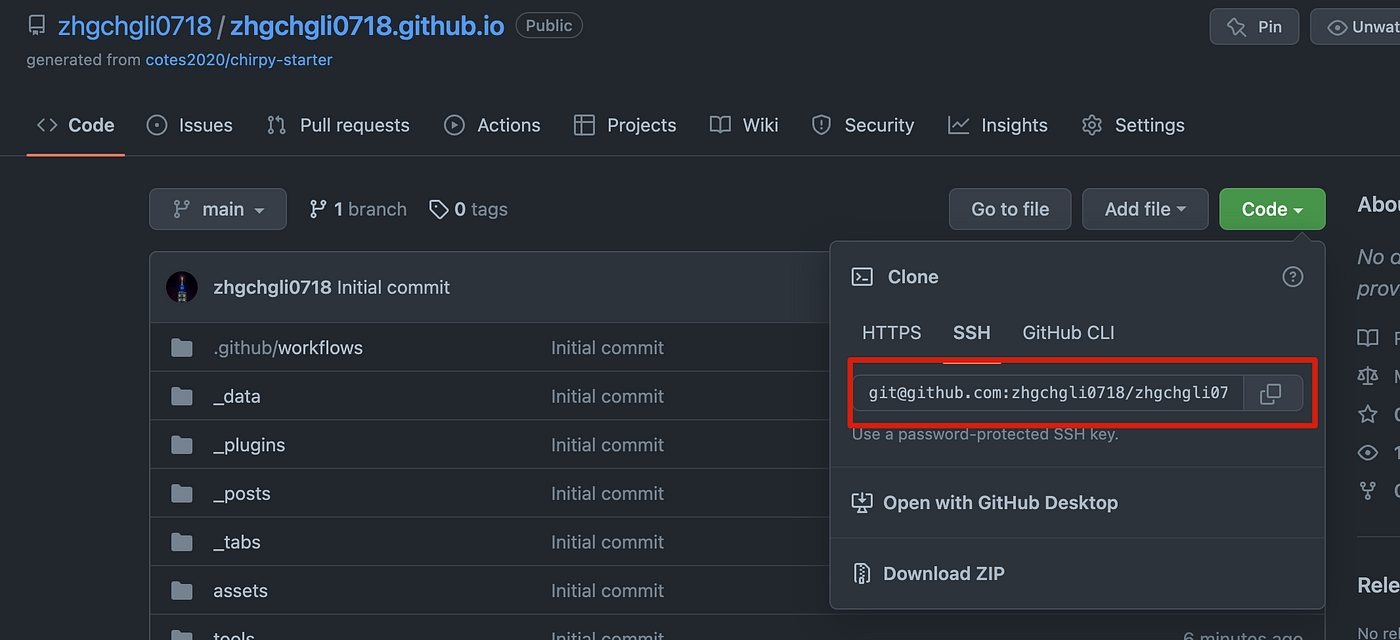 zhgchgli0718 / zhgchgli0718.github.io Public
Pin
Unwat
generated from cotes2020/chirpy-starter
Code Issues Pull requests Actions Projects Wiki Security Insights Settings
main 1 branch 0 tags
Go to file Add file Code
Abou
zhgchgli0718 Initial commit
Clone
No d
prov
HTTPS SSH GitHub CLI
.github/workflows Initial commit
_data Initial commit
git@github.com:zhgchgli0718/zhgchgli07
Use a password-protected SSH key.
_plugins Initial commit
_posts Initial commit
Open with GitHub Desktop
_tabs Initial commit
Download ZIP
assets Initial commit
Rele
tools Initial commit
6 minutes ago
No rel